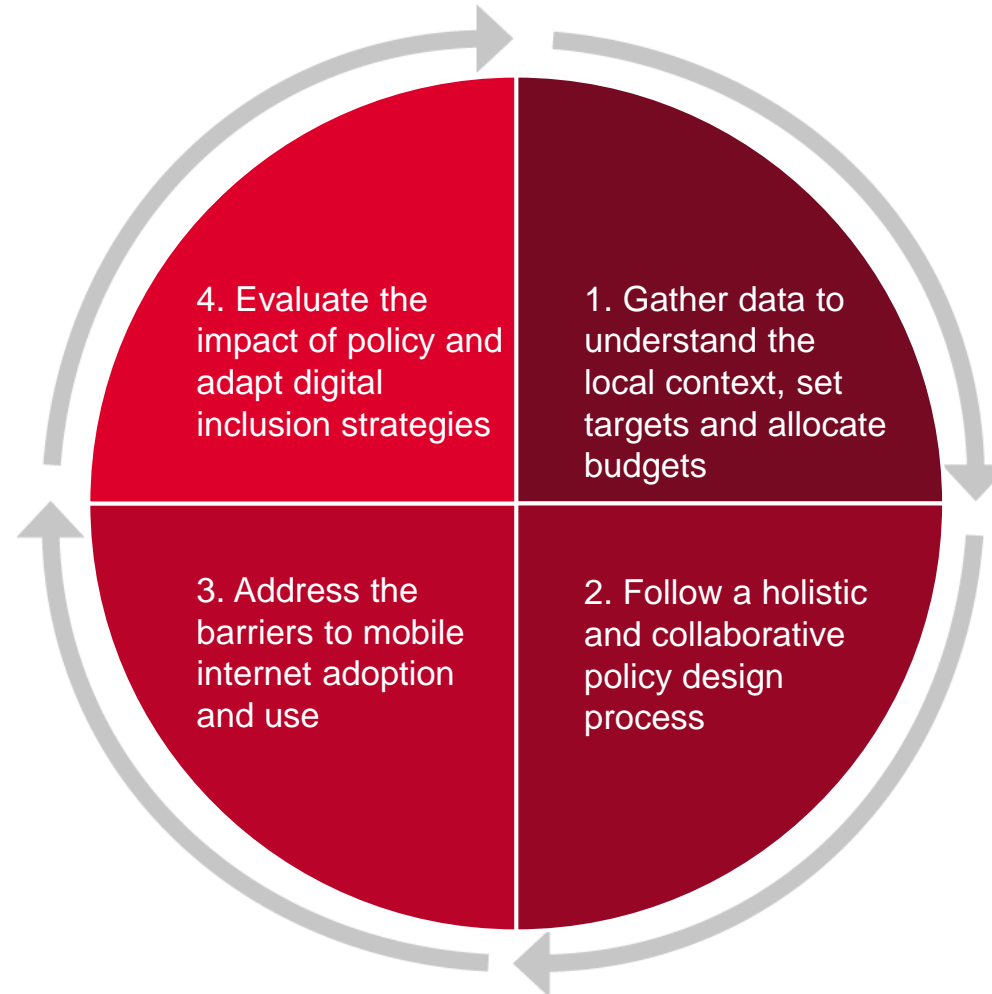 1. Gather data to
understand the
local context, set
targets and allocate
budgets
2. Follow a holistic
and collaborative
policy design
process
3. Address the
barriers to mobile
internet adoption
and use
4. Evaluate the
impact of policy and
adapt digital
inclusion strategies